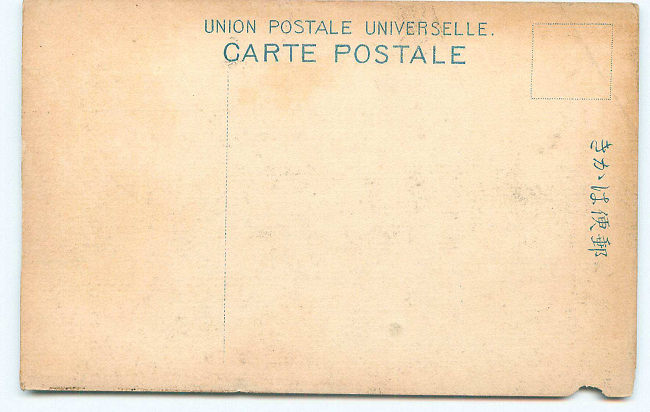 UNION POSTALE UNIVERSELLE.
CARTE POSTALE
郵便はかき